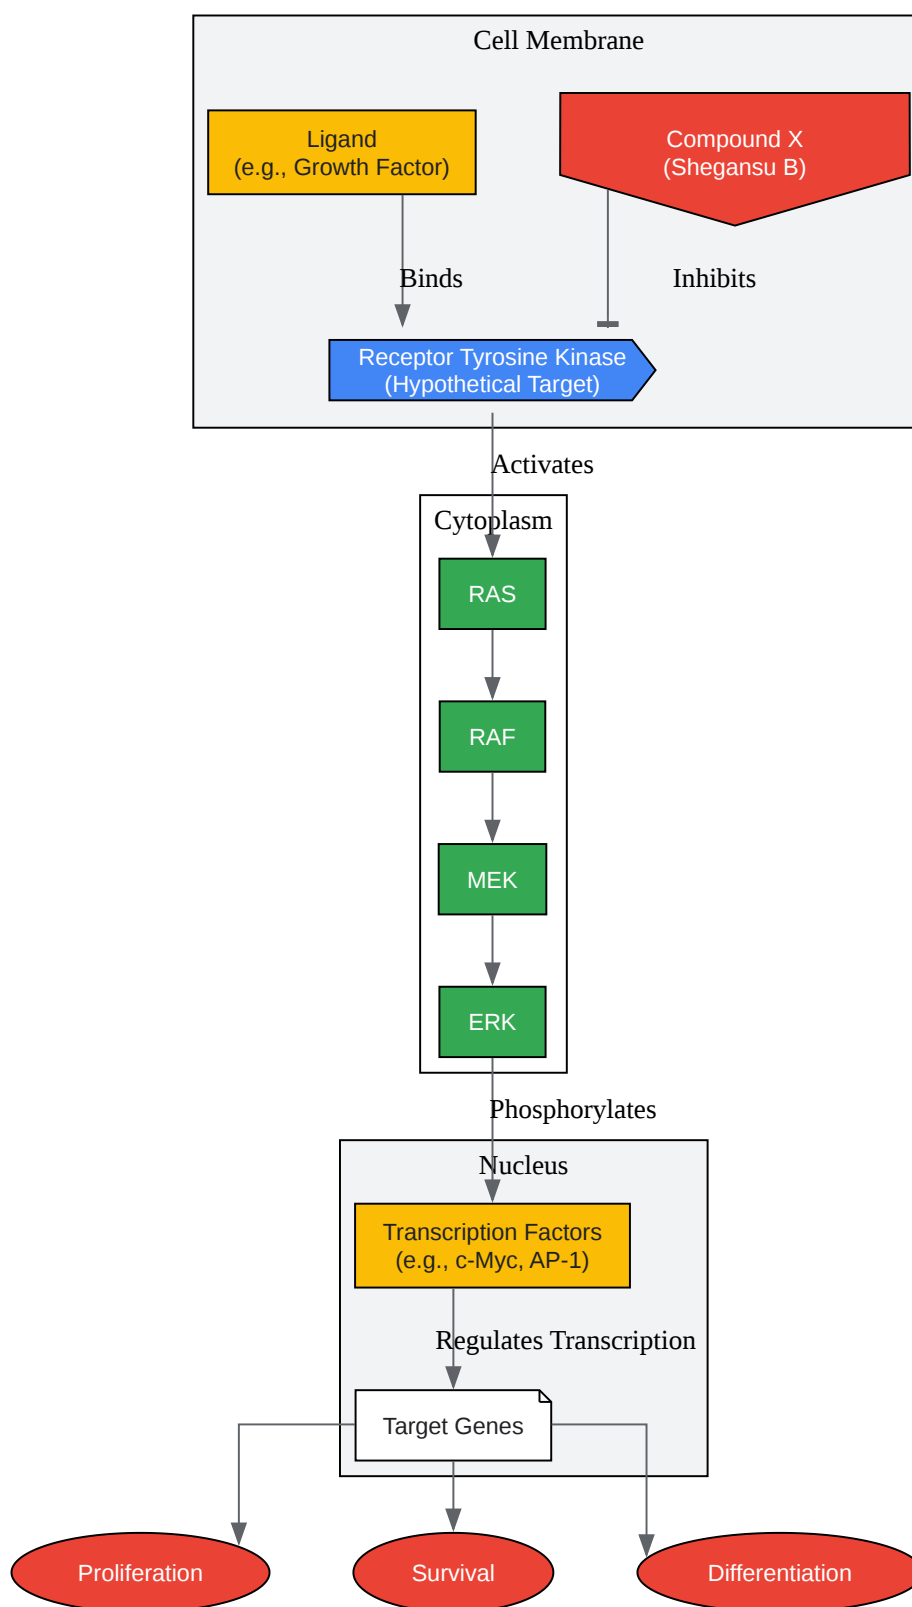 Cell Membrane
Ligand
(e.g., Growth Factor)
Compound X
(Shegansu B)
Binds
Inhibits
Receptor Tyrosine Kinase
(Hypothetical Target)
Activates
Cytoplasm
RAS
RAF
MEK
ERK
Phosphorylates
Nucleus
Transcription Factors
(e.g., c-Myc, AP-1)
Regulates Transcription
Target Genes
Proliferation
Survival
Differentiation